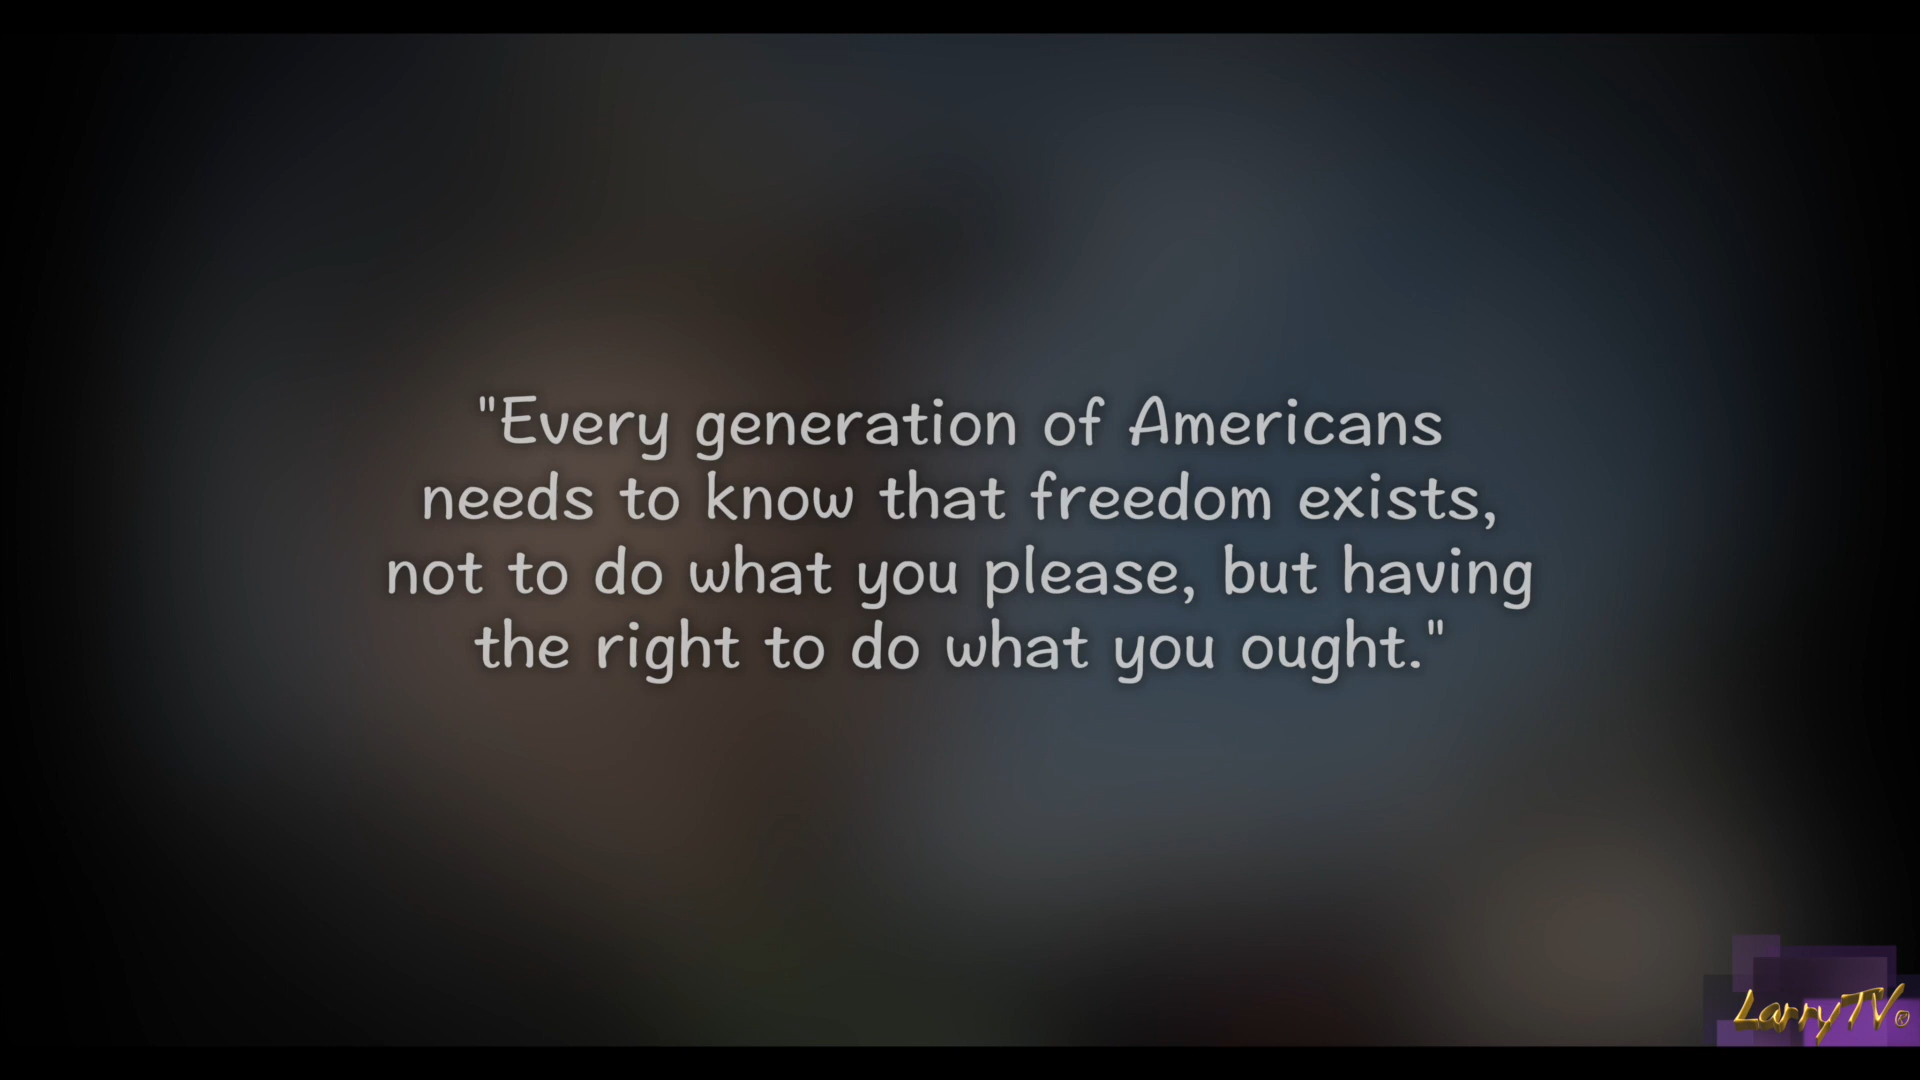 "Every generation of Americans
needs to know that freedom exists,
not to do what you please, but having
the right to do what you ought."
LarryTV©